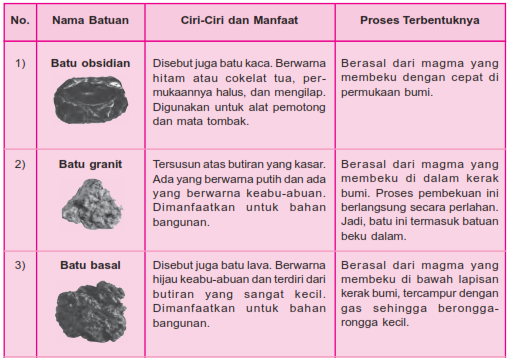 No. Nama Batuan Ciri-Ciri dan Manfaat Proses Terbentuknya
1) Batu obsidian
Disebut juga batu kaca. Berwarna
hitam atau cokelat tua, per-
mukaannya halus, dan mengilap.
Digunakan untuk alat pemotong
dan mata tombak.
Berasal dari magma yang
membeku dengan cepat di
permukaan bumi.
2) Batu granit
Tersusun atas butiran yang kasar.
Ada yang berwarna putih dan ada
yang berwarna keabu-abuan.
Dimanfaatkan untuk bahan
bangunan.
Berasal dari magma yang
membeku di dalam kerak
bumi. Proses pembekuan ini
berlangsung secara perlahan.
Jadi, batu ini termasuk batuan
beku dalam.
3) Batu basal
Disebut juga batu lava. Berwarna
hijau keabu-abuan dan terdiri dari
butiran yang sangat kecil.
Dimanfaatkan untuk bahan
bangunan.
Berasal dari magma yang
membeku di bawah lapisan
kerak bumi, tercampur dengan
gas sehingga berongga-
rongga kecil.